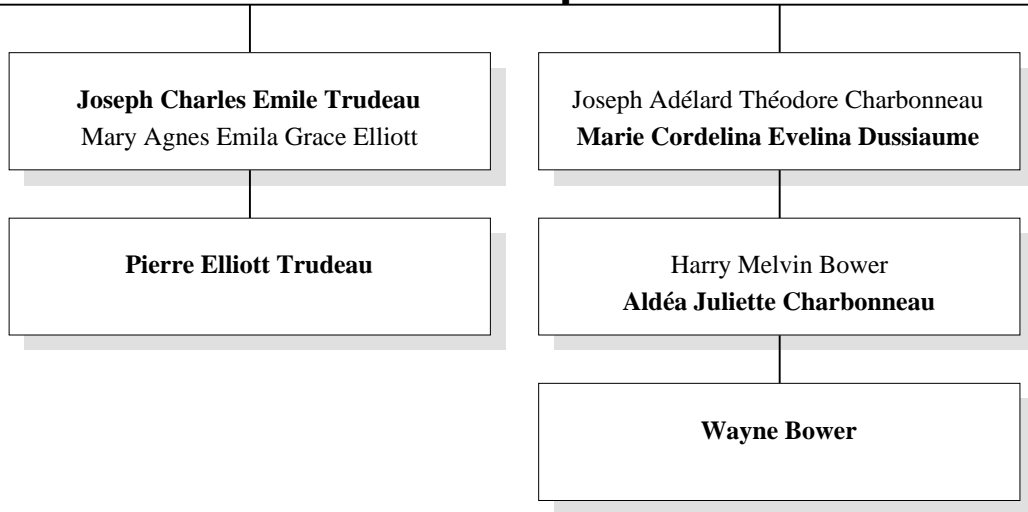 Joseph Charles Emile Trudeau
Mary Agnes Emila Grace Elliott
Joseph Adélard Théodore Charbonneau
Marie Cordelina Evelina Dussiaume
Pierre Elliott Trudeau
Harry Melvin Bower
Aldéa Juliette Charbonneau
Wayne Bower